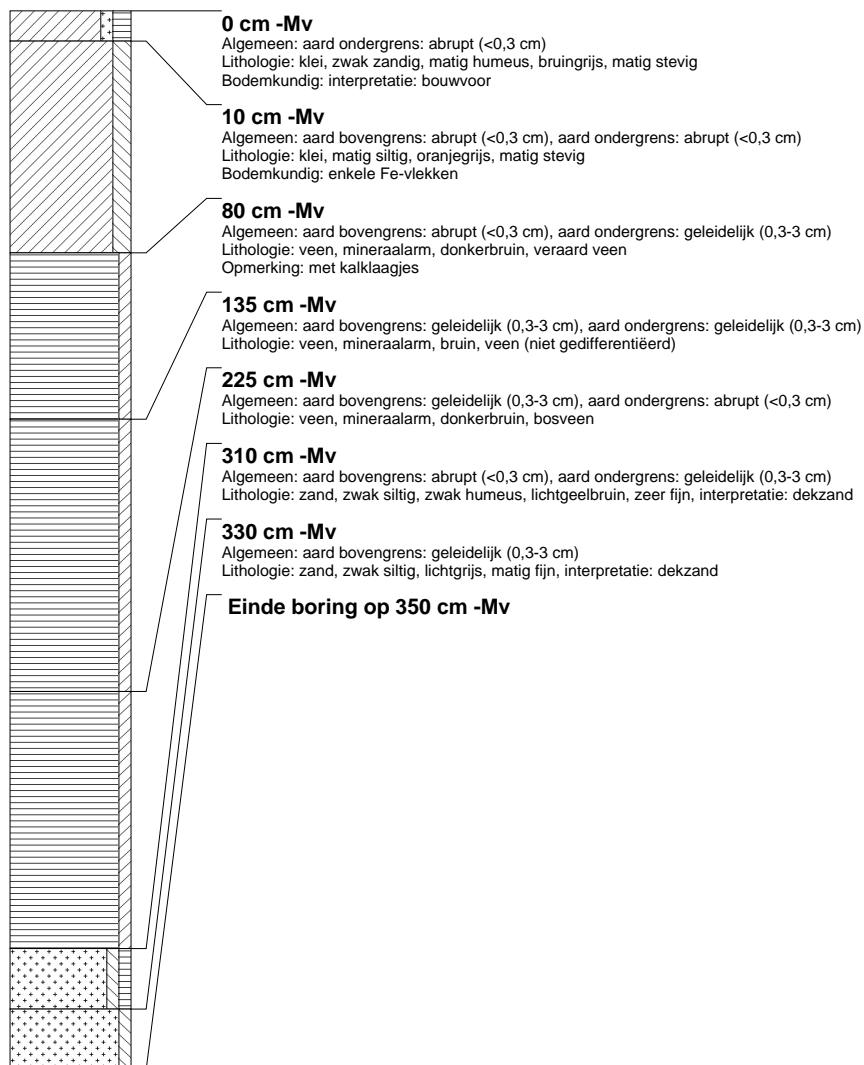 0 cm -Mv
Algemeen: aard ondergrens: abrupt (<0,3 cm)
Lithologie: klei, zwak zandig, matig humeus, bruingrijs, matig stevig
Bodemkundig: interpretatie: bouwvoor
10 cm -Mv
Algemeen: aard bovengrens: abrupt (<0,3 cm), aard ondergrens: abrupt (<0,3 cm)
Lithologie: klei, matig siltig, oranjegrijs, matig stevig
Bodemkundig: enkele Fe-vlekken
80 cm -Mv
Algemeen: aard bovengrens: abrupt (<0,3 cm), aard ondergrens: geleidelijk (0,3-3 cm)
Lithologie: veen, mineraalarm, donkerbruin, veraard veen
Opmerking: met kalklaagjes
135 cm -Mv
Algemeen: aard bovengrens: geleidelijk (0,3-3 cm), aard ondergrens: geleidelijk (0,3-3 cm)
Lithologie: veen, mineraalarm, bruin, veen (niet gedifferentiëerd)
225 cm -Mv
Algemeen: aard bovengrens: geleidelijk (0,3-3 cm), aard ondergrens: abrupt (<0,3 cm)
Lithologie: veen, mineraalarm, donkerbruin, bosveen
310 cm -Mv
Algemeen: aard bovengrens: abrupt (<0,3 cm), aard ondergrens: geleidelijk (0,3-3 cm)
Lithologie: zand, zwak siltig, zwak humeus, lichtgeelbruin, zeer fijn, interpretatie: dekzand
330 cm -Mv
Algemeen: aard bovengrens: geleidelijk (0,3-3 cm)
Lithologie: zand, zwak siltig, lichtgrijs, matig fijn, interpretatie: dekzand
Einde boring op 350 cm -Mv